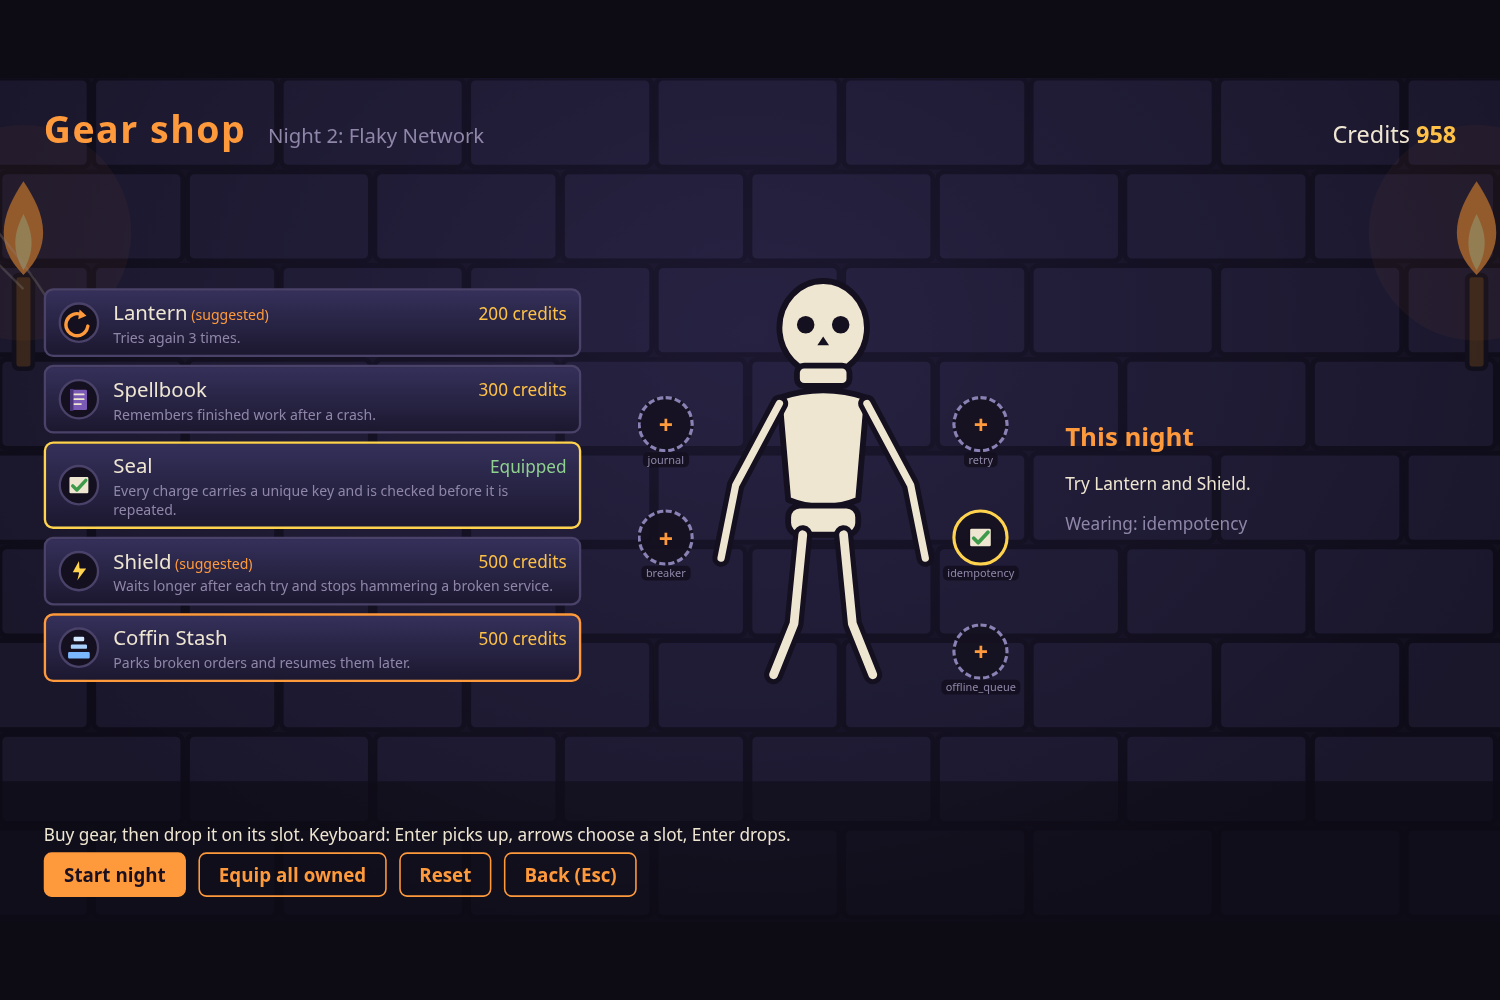 Gear shop
Night 2: Flaky Network
Credits 958
Lantern (suggested)
200 credits
Tries again 3 times.
Spellbook
300 credits
Remembers finished work after a crash.
Seal
Equipped
Every charge carries a unique key and is checked before it is
repeated.
Shield (suggested)
500 credits
Waits longer after each try and stops hammering a broken service.
Coffin Stash
500 credits
Parks broken orders and resumes them later.
+
journal
+
breaker
+
retry
idempotency
+
offline_queue
This night
Try Lantern and Shield.
Wearing: idempotency
Buy gear, then drop it on its slot. Keyboard: Enter picks up, arrows choose a slot, Enter drops.
Start night
Equip all owned
Reset
Back (Esc)